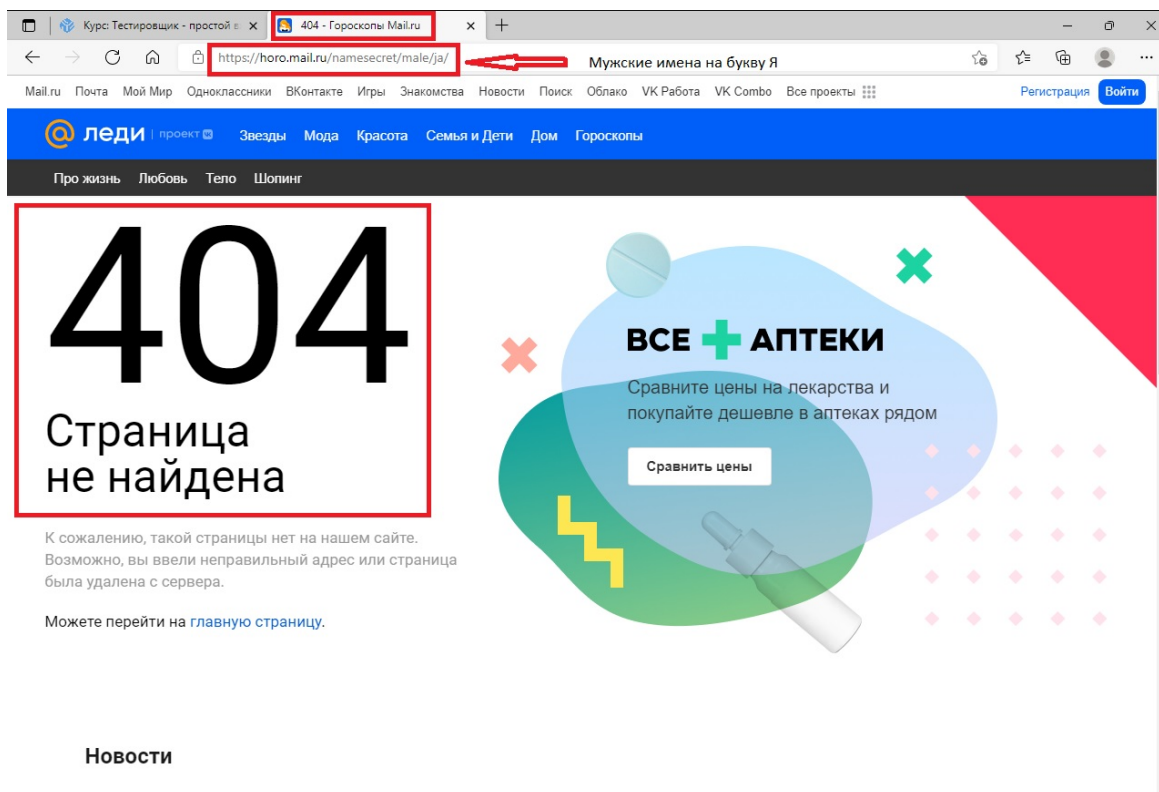 Курс: Тестировщик - простой в
404 - Гороскопы Mail.ru
https://horo.mail.ru/namesecret/male/ja/
Мужские имена на букву Я
Mail.ru Почта Мой Мир Одноклассники ВКонтакте Игры Знакомства Новости Поиск Облако VK Работа VK Combo Все проекты Регистрация Войти
леди проект Звезды Мода Красота Семья и Дети Дом Гороскопы
Про жизнь Любовь Тело Шопинг
404
Страница
не найдена
К сожалению, такой страницы нет на нашем сайте.
Возможно, вы ввели неправильный адрес или страница
была удалена с сервера.
Можете перейти на главную страницу.
ВСЕ АПТЕКИ
Сравните цены на лекарства и
покупайте дешевле в аптеках рядом
Сравнить цены
Новости